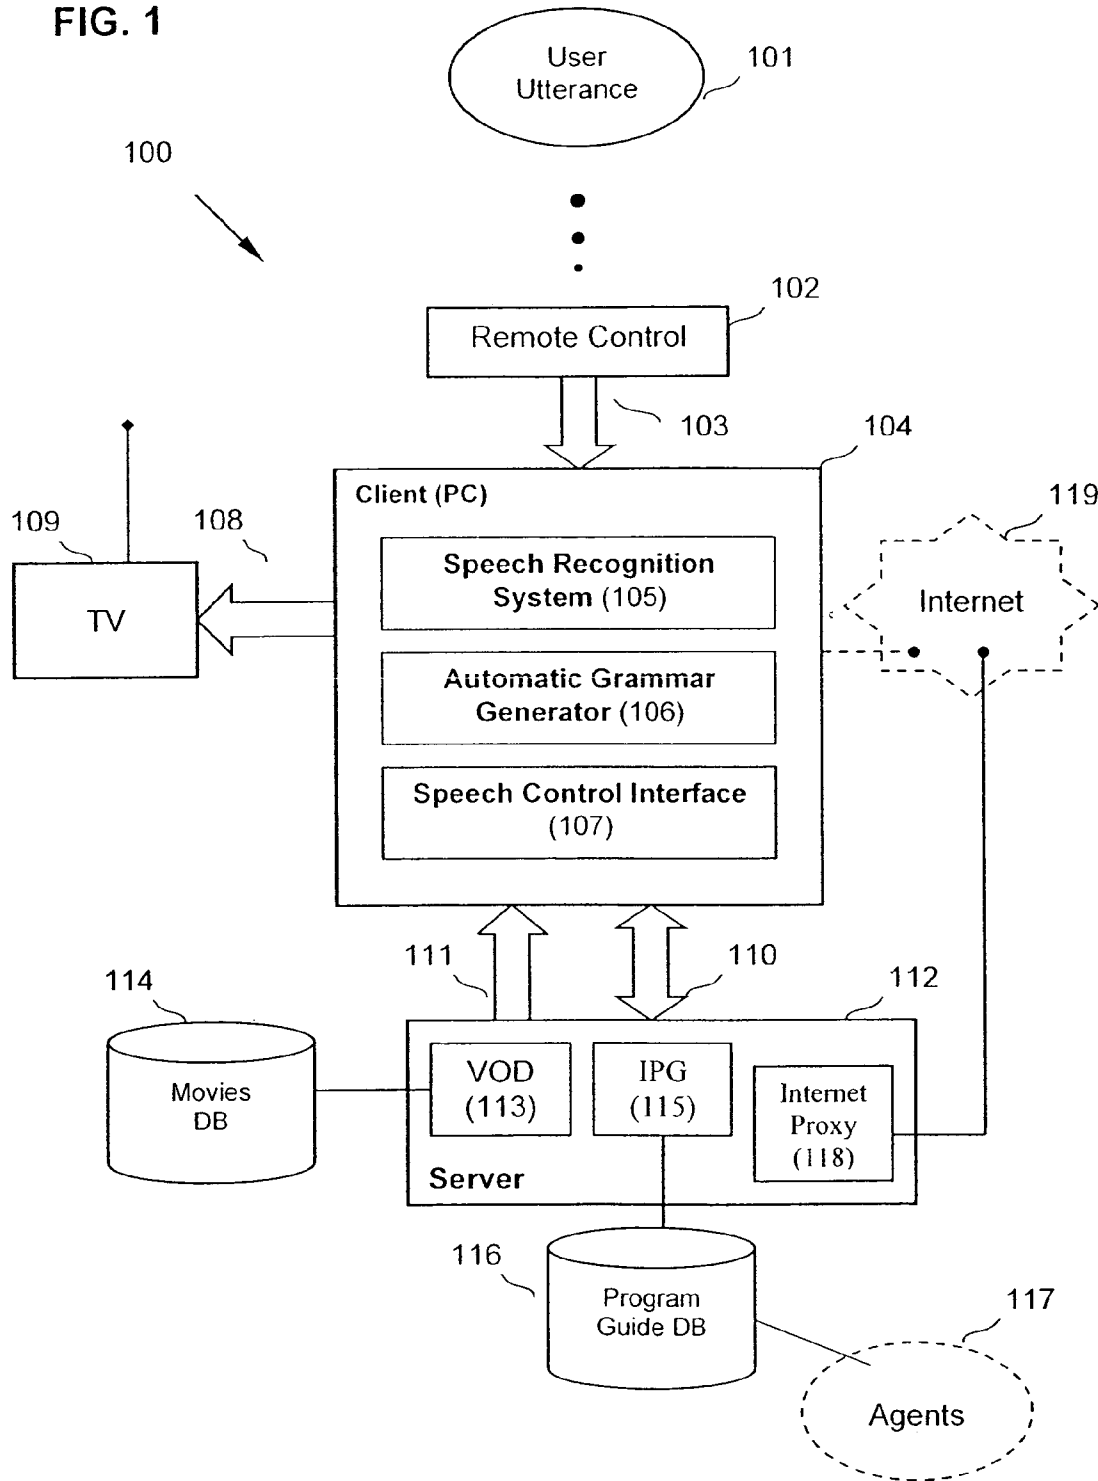 FIG. 1
User
Utterance
101
100
102
Remote Control
103
104
Client (PC)
119
109
108
Speech Recognition
System (105)
TV
Internet
Automatic Grammar
Generator (106)
Speech Control Interface
(107)
111
110
112
114
VOD
(113)
IPG
(115)
Movies
DB
Internet
Proxy
(118)
Server
116
Program
Guide DB
117
Agents